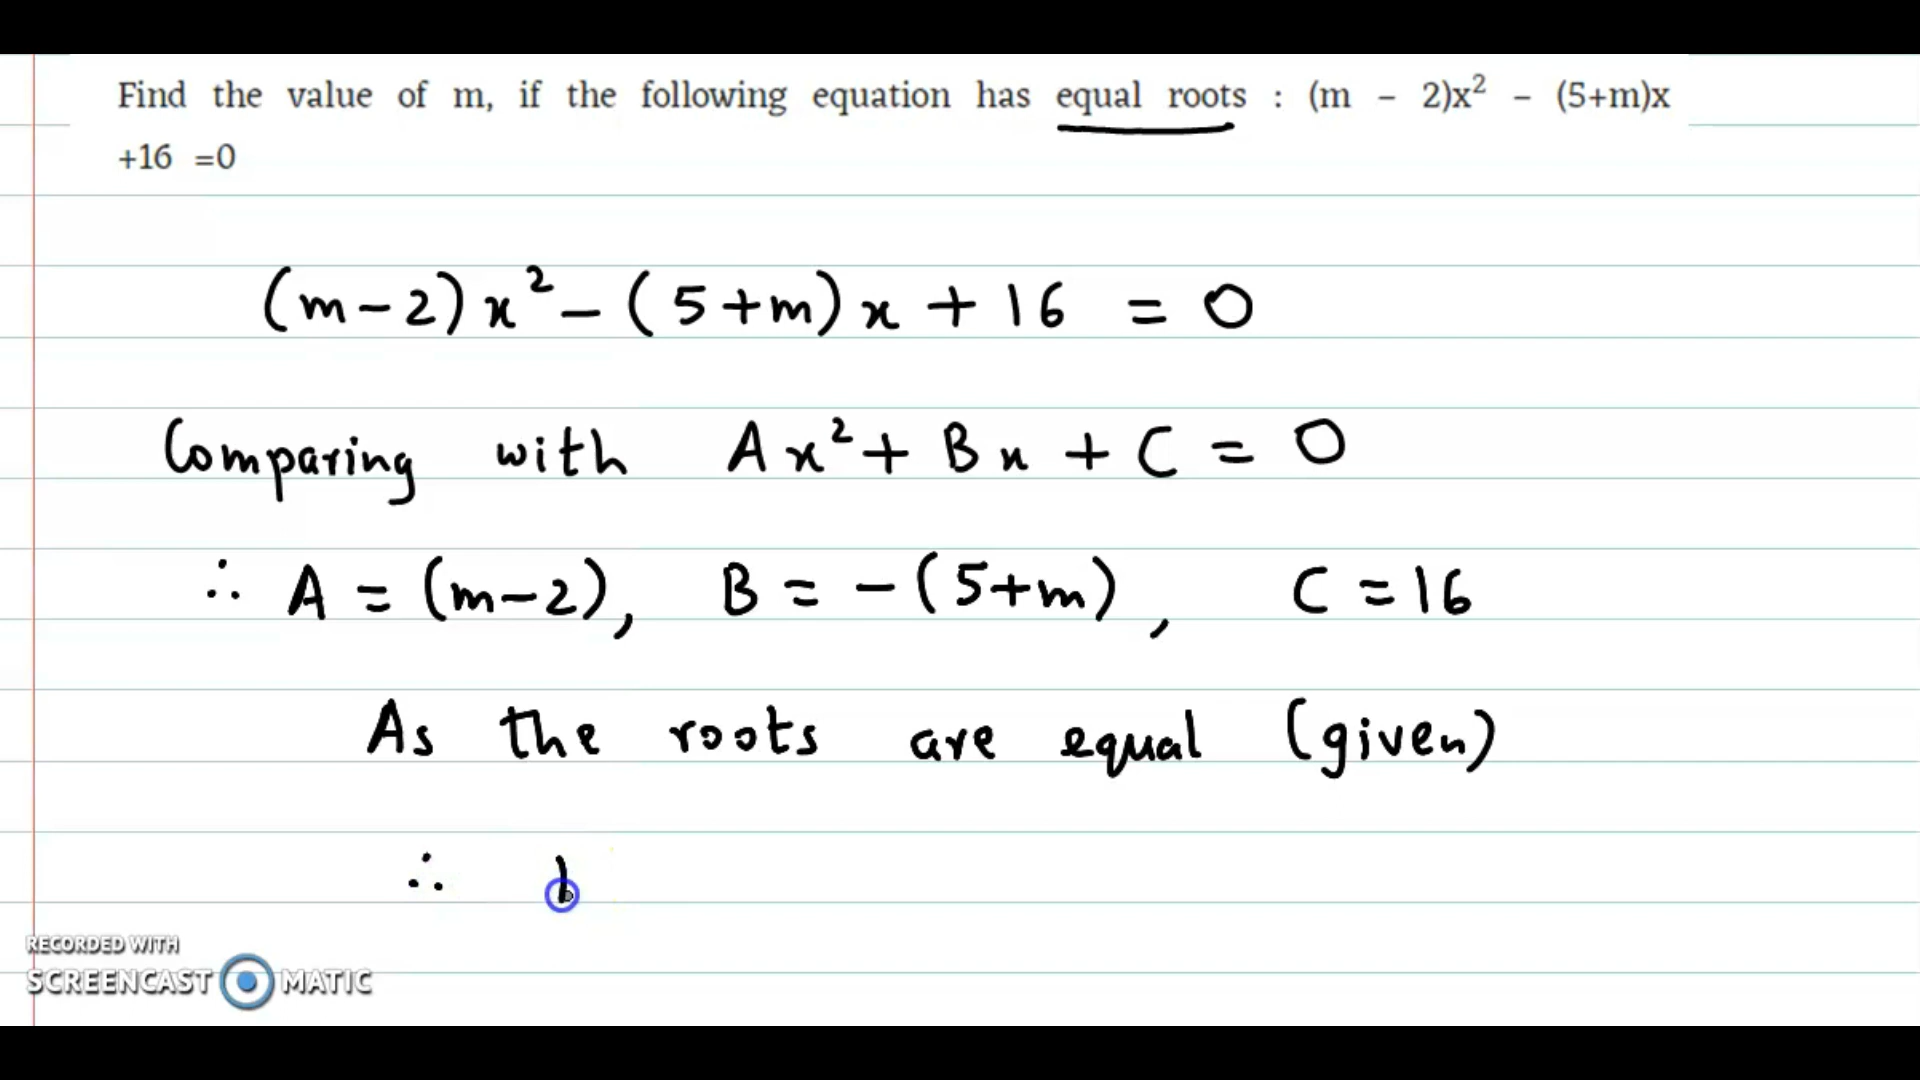 Find the value of m, if the following equation has equal roots : (m - 2)x² - (5+m)x
+16 =0
(m-2)x² - (5+m)x + 16 = 0
Comparing with Ax² + Bx + C = 0
∴ A = (m-2), B = -(5+m), C = 16
As the roots are equal (given)
∴
RECORDED WITH
SCREENCAST MATIC